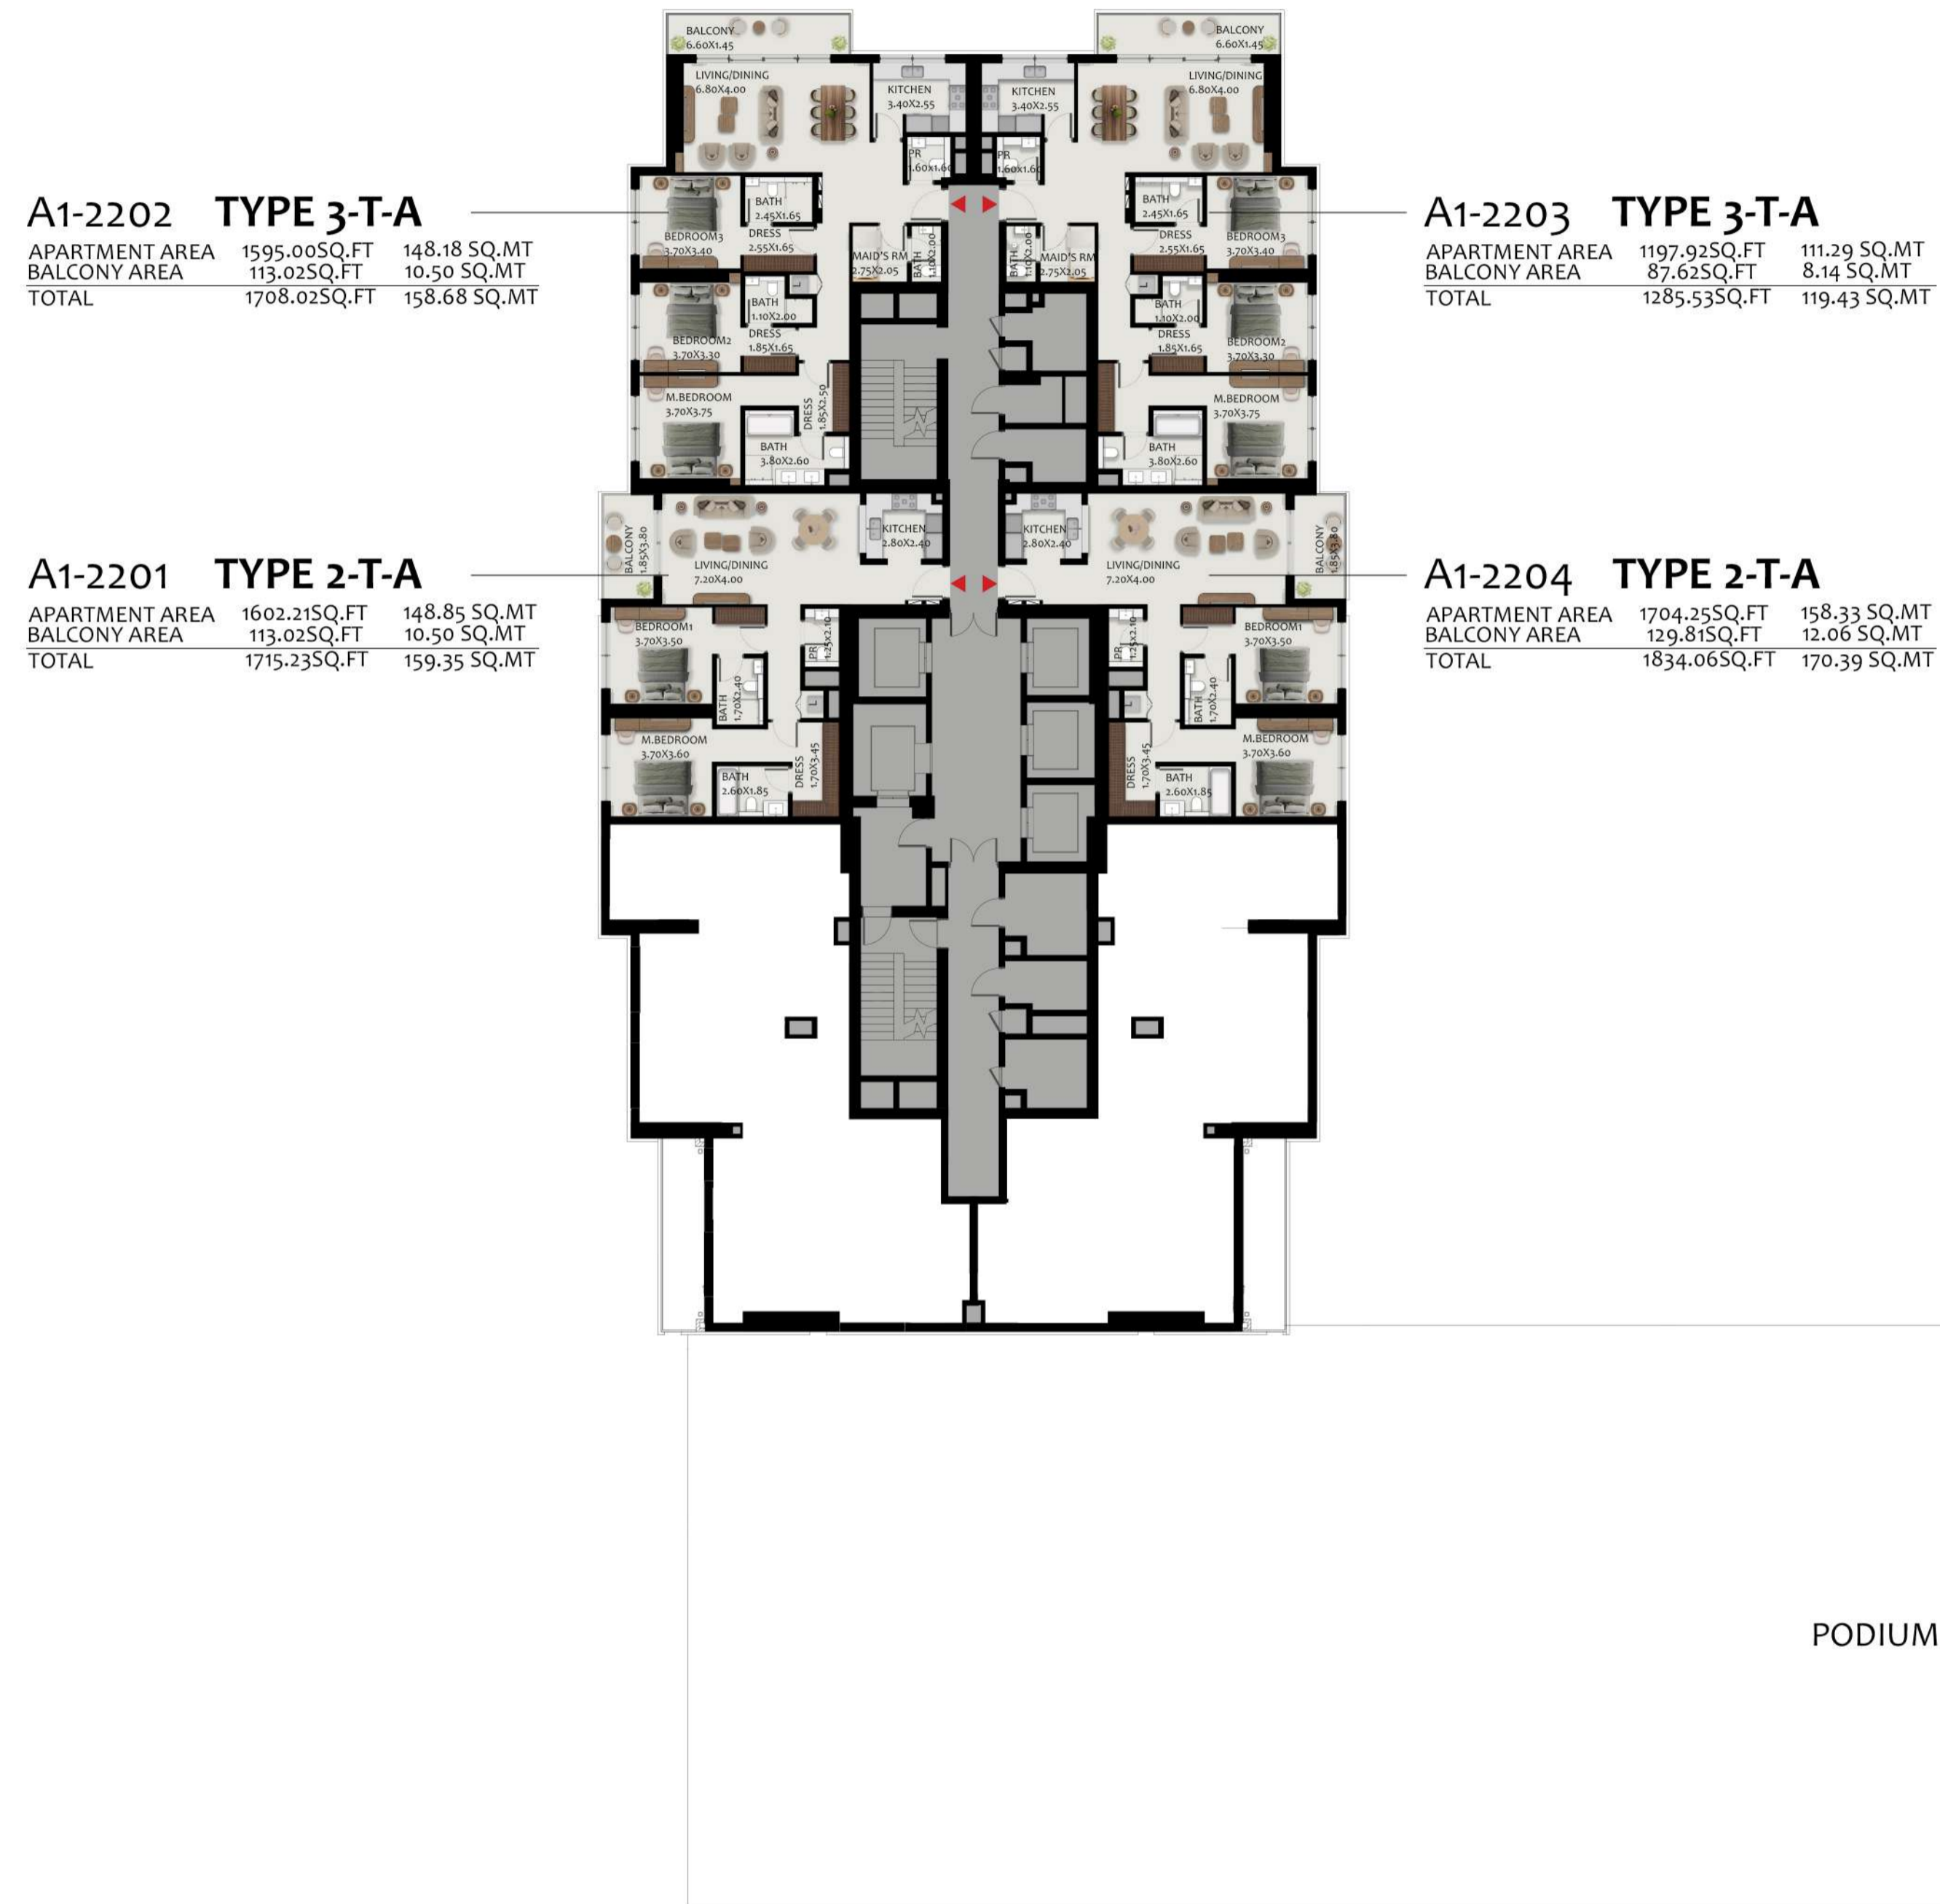 A1-2202 TYPE 3-T-A
APARTMENT AREA 1595.00SQ.FT 148.18 SQ.MT
BALCONY AREA 113.02SQ.FT 10.50 SQ.MT
TOTAL 1708.02SQ.FT 158.68 SQ.MT
A1-2201 TYPE 2-T-A
APARTMENT AREA 1602.21SQ.FT 148.85 SQ.MT
BALCONY AREA 113.02SQ.FT 10.50 SQ.MT
TOTAL 1715.23SQ.FT 159.35 SQ.MT
BALCONY
6.60X1.45
LIVING/DINING
6.80X4.00
KITCHEN
3.40X2.55
PR
1.60X1.60
BATH
2.45X1.65
DRESS
2.55X1.65
BEDROOM3
3.70X3.40
MAID'S RM
2.75X2.05
BATH
1.10X2.00
L
BATH
1.10X2.00
DRESS
1.85X1.65
BEDROOM2
3.70X3.30
M.BEDROOM
3.70X3.75
DRESS
1.85X2.50
BATH
3.80X2.60
BALCONY
1.85X3.80
KITCHEN
2.80X2.40
LIVING/DINING
7.20X4.00
BEDROOM1
3.70X3.50
PR
1.25X2.10
BATH
1.70X2.40
L
M.BEDROOM
3.70X3.60
DRESS
1.70X3.45
BATH
2.60X1.85
BALCONY
6.60X1.45
LIVING/DINING
6.80X4.00
KITCHEN
3.40X2.55
PR
1.60X1.60
BATH
2.45X1.65
DRESS
2.55X1.65
BEDROOM3
3.70X3.40
BATH
1.10X2.00
MAID'S RM
2.75X2.05
L
BATH
1.10X2.00
DRESS
1.85X1.65
BEDROOM2
3.70X3.30
M.BEDROOM
3.70X3.75
BATH
3.80X2.60
KITCHEN
2.80X2.40
LIVING/DINING
7.20X4.00
BALCONY
1.85X3.80
PR
1.25X2.10
BEDROOM1
3.70X3.50
BATH
1.70X2.40
L
M.BEDROOM
3.70X3.60
DRESS
1.70X3.45
BATH
2.60X1.85
A1-2203 TYPE 3-T-A
APARTMENT AREA 1197.92SQ.FT 111.29 SQ.MT
BALCONY AREA 87.62SQ.FT 8.14 SQ.MT
TOTAL 1285.53SQ.FT 119.43 SQ.MT
A1-2204 TYPE 2-T-A
APARTMENT AREA 1704.25SQ.FT 158.33 SQ.MT
BALCONY AREA 129.81SQ.FT 12.06 SQ.MT
TOTAL 1834.06SQ.FT 170.39 SQ.MT
PODIUM